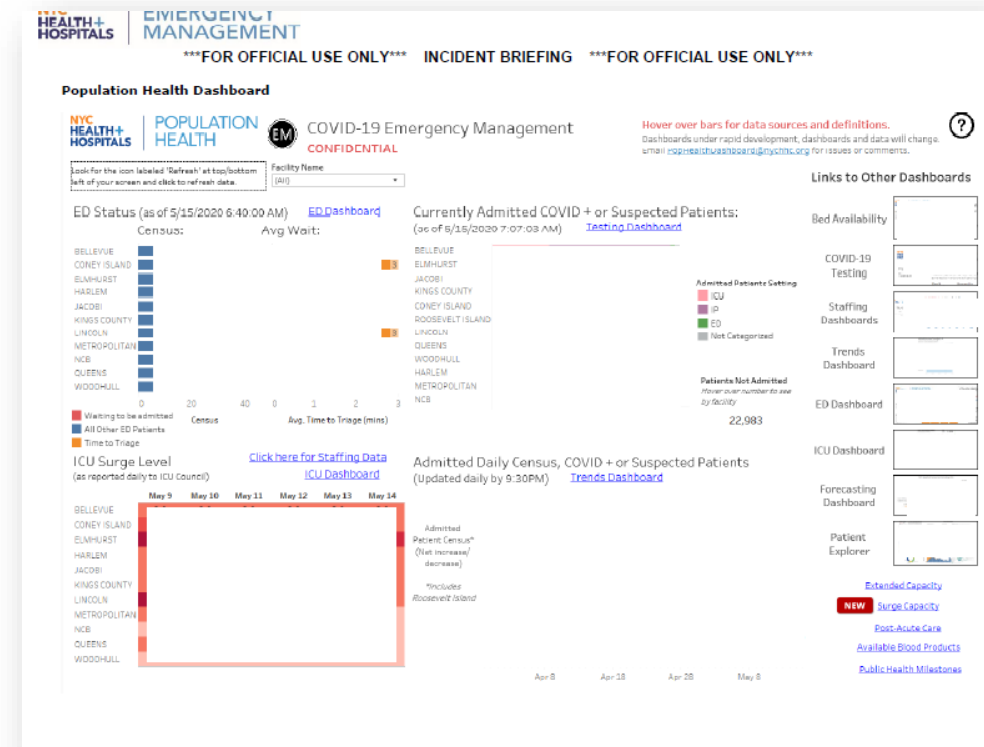 NYC
HEALTH+
HOSPITALS
EMERGENCY
MANAGEMENT
***FOR OFFICIAL USE ONLY*** INCIDENT BRIEFING ***FOR OFFICIAL USE ONLY***
Population Health Dashboard
NYC
HEALTH+
HOSPITALS
POPULATION
HEALTH
EM
COVID-19 Emergency Management
CONFIDENTIAL
Hover over bars for data sources and definitions.
Dashboards under rapid development, dashboards and data will change.
Email PopHealthDashboard@nychhc.org for issues or comments.
?
Look for the icon labeled 'Refresh' at top/bottom
left of your screen and click to refresh data.
Facility Name
(All)
Links to Other Dashboards
ED Status (as of 5/15/2020 6:40:00 AM) ED Dashboard
Census: Avg Wait:
BELLEVUE
CONEY ISLAND 3
ELMHURST
HARLEM
JACOBI
KINGS COUNTY
LINCOLN 3
METROPOLITAN
NCB
QUEENS
WOODHULL
0 20 40 0 1 2 3
Census Avg. Time to Triage (mins)
Waiting to be admitted
All Other ED Patients
Time to Triage
Currently Admitted COVID + or Suspected Patients:
(as of 5/15/2020 7:07:03 AM) Testing Dashboard
BELLEVUE
ELMHURST
JACOBI
KINGS COUNTY
CONEY ISLAND
ROOSEVELT ISLAND
LINCOLN
QUEENS
WOODHULL
HARLEM
METROPOLITAN
NCB
Admitted Patients Setting
ICU
IP
ED
Not Categorized
Patients Not Admitted
Hover over number to see
by facility
22,983
ICU Surge Level
(as reported daily to ICU Council)
Click here for Staffing Data
ICU Dashboard
May 9 May 10 May 11 May 12 May 13 May 14
BELLEVUE
CONEY ISLAND
ELMHURST
HARLEM
JACOBI
KINGS COUNTY
LINCOLN
METROPOLITAN
NCB
QUEENS
WOODHULL
Admitted Daily Census, COVID + or Suspected Patients
(Updated daily by 9:30PM) Trends Dashboard
Admitted
Patient Census*
(Net increase/
decrease)
*Includes
Roosevelt Island
Apr 8 Apr 18 Apr 28 May 8
Bed Availability
COVID-19
Testing
Staffing
Dashboards
Trends
Dashboard
ED Dashboard
ICU Dashboard
Forecasting
Dashboard
Patient
Explorer
Extended Capacity
NEW Surge Capacity
Post-Acute Care
Available Blood Products
Public Health Milestones